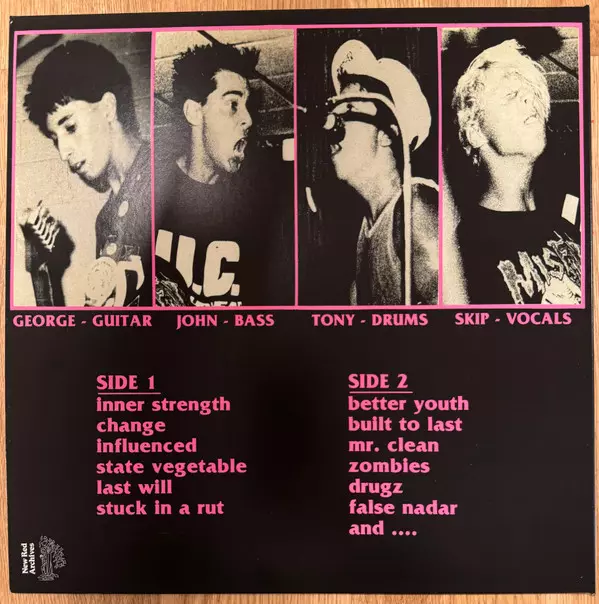 U.C.
MISF
GEORGE - GUITAR
JOHN - BASS
TONY - DRUMS
SKIP - VOCALS
SIDE 1
inner strength
change
influenced
state vegetable
last will
stuck in a rut
SIDE 2
better youth
built to last
mr. clean
zombies
drugz
false nadar
and ....
New Red
Archives